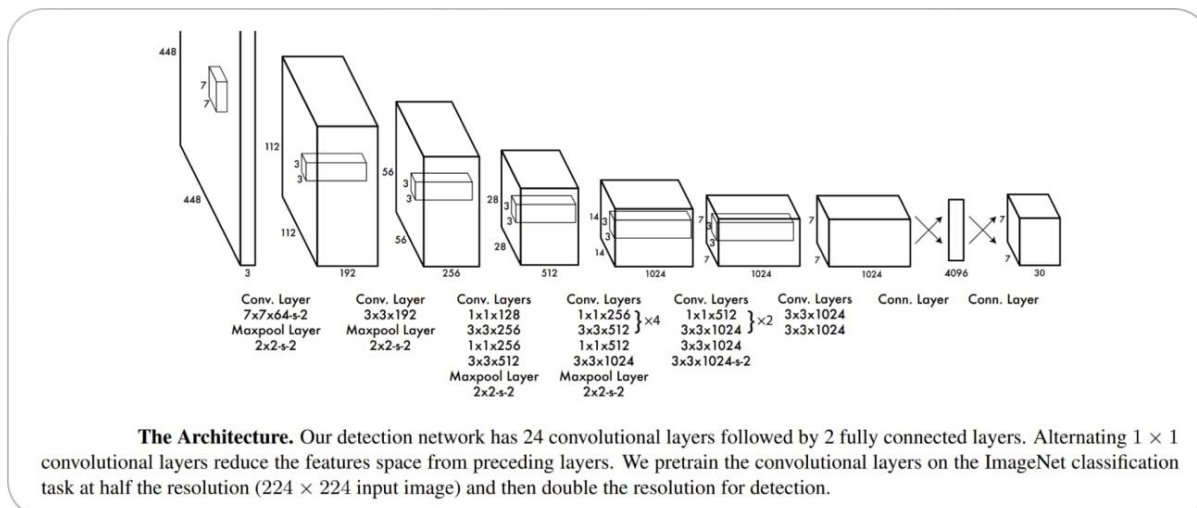 448
7
7
448
3
112
3
3
112
192
56
3
3
56
256
28
3
3
28
512
14
3
3
14
1024
7
3
3
7
1024
7
7
1024
4096
7
7
30
Conv. Layer
7x7x64-s-2
Maxpool Layer
2x2-s-2
Conv. Layer
3x3x192
Maxpool Layer
2x2-s-2
Conv. Layers
1x1x128
3x3x256
1x1x256
3x3x512
Maxpool Layer
2x2-s-2
Conv. Layers
1x1x256
3x3x512 } ×4
1x1x512
3x3x1024
Maxpool Layer
2x2-s-2
Conv. Layers
1x1x512
3x3x1024 } ×2
3x3x1024
3x3x1024-s-2
Conv. Layers
3x3x1024
3x3x1024
Conn. Layer
Conn. Layer
The Architecture. Our detection network has 24 convolutional layers followed by 2 fully connected layers. Alternating 1 × 1
convolutional layers reduce the features space from preceding layers. We pretrain the convolutional layers on the ImageNet classification
task at half the resolution (224 × 224 input image) and then double the resolution for detection.